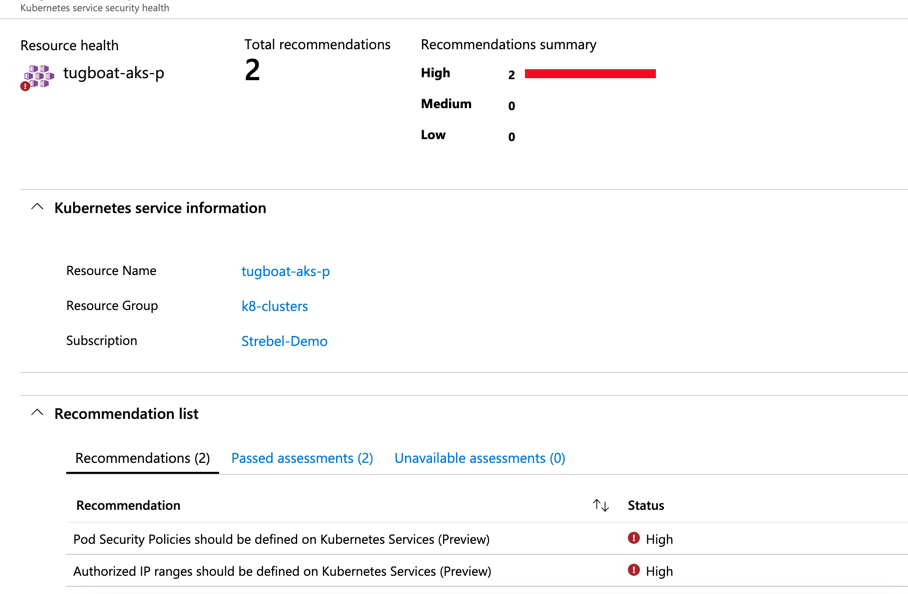 Kubernetes service security health
Resource health
tugboat-aks-p
Total recommendations
2
Recommendations summary
High 2
Medium 0
Low 0
Kubernetes service information
Resource Name tugboat-aks-p
Resource Group k8-clusters
Subscription Strebel-Demo
Recommendation list
Recommendations (2) Passed assessments (2) Unavailable assessments (0)
Recommendation ↑↓ Status
Pod Security Policies should be defined on Kubernetes Services (Preview) High
Authorized IP ranges should be defined on Kubernetes Services (Preview) High